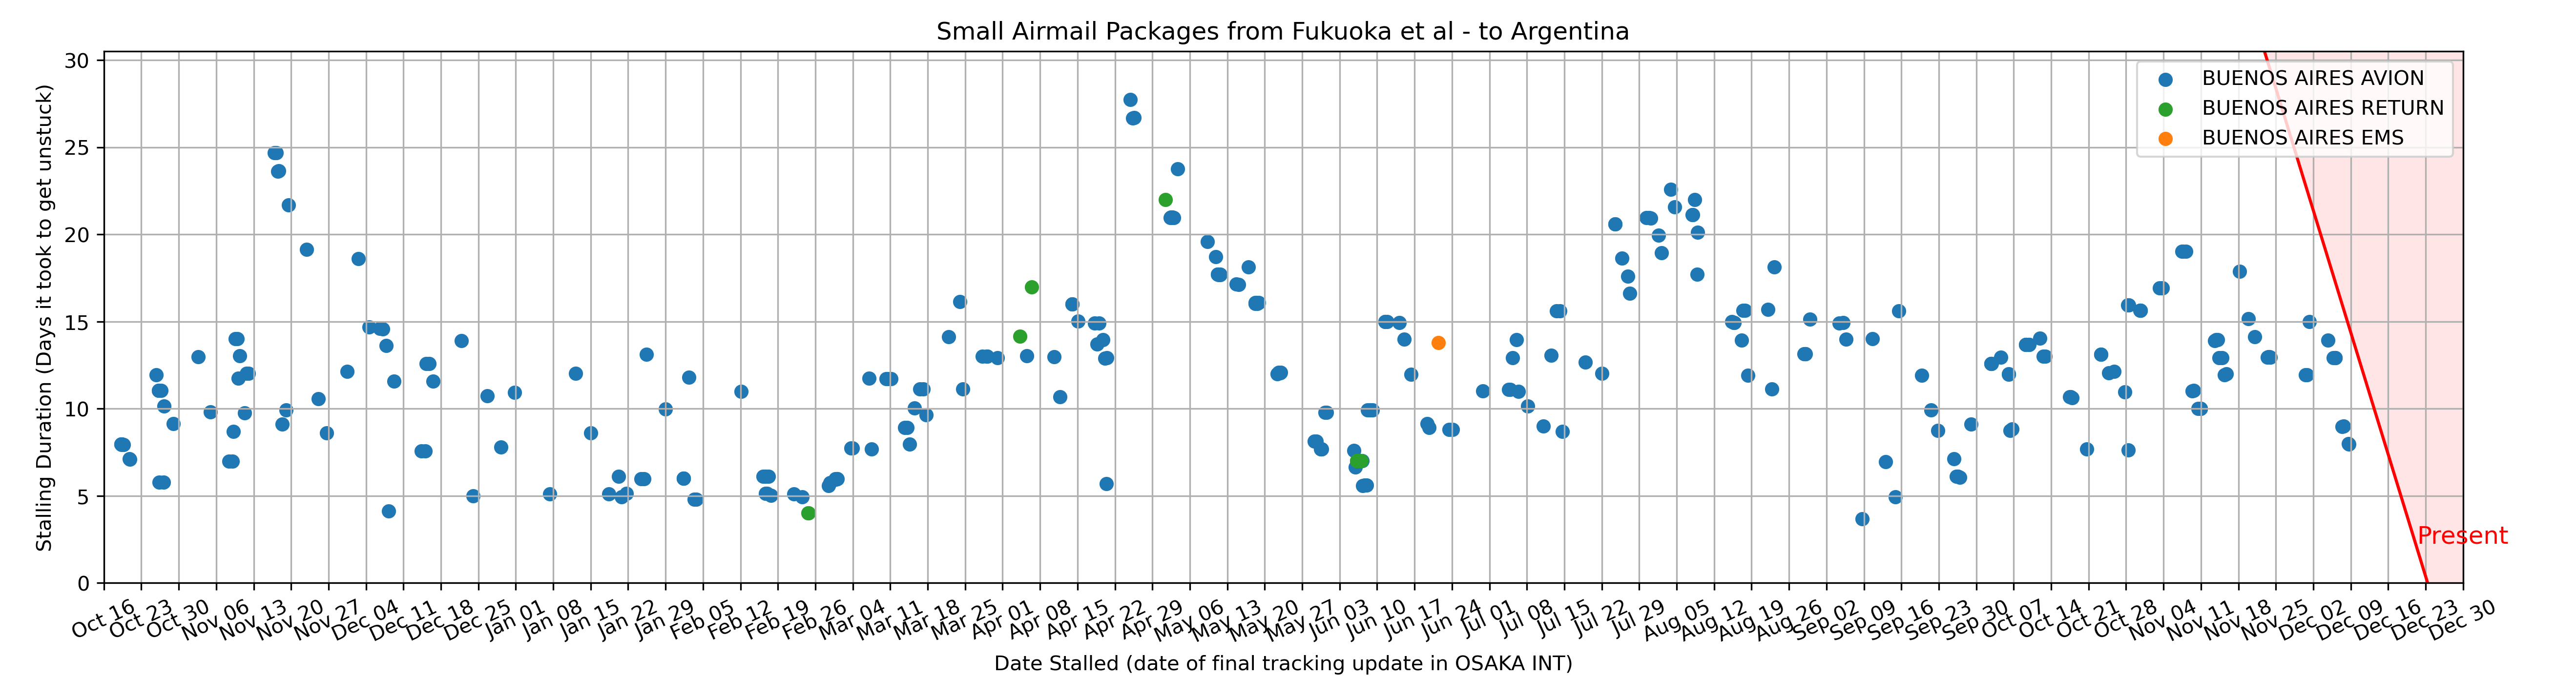 Small Airmail Packages from Fukuoka et al - to Argentina
Stalling Duration (Days it took to get unstuck)
30
25
20
15
10
5
0
BUENOS AIRES AVION
BUENOS AIRES RETURN
BUENOS AIRES EMS
Present
Oct 16
Oct 23
Oct 30
Nov 06
Nov 13
Nov 20
Nov 27
Dec 04
Dec 11
Dec 18
Dec 25
Jan 01
Jan 08
Jan 15
Jan 22
Jan 29
Feb 05
Feb 12
Feb 19
Feb 26
Mar 04
Mar 11
Mar 18
Mar 25
Apr 01
Apr 08
Apr 15
Apr 22
Apr 29
May 06
May 13
May 20
May 27
Jun 03
Jun 10
Jun 17
Jun 24
Jul 01
Jul 08
Jul 15
Jul 22
Jul 29
Aug 05
Aug 12
Aug 19
Aug 26
Sep 02
Sep 09
Sep 16
Sep 23
Sep 30
Oct 07
Oct 14
Oct 21
Oct 28
Nov 04
Nov 11
Nov 18
Nov 25
Dec 02
Dec 09
Dec 16
Dec 23
Dec 30
Date Stalled (date of final tracking update in OSAKA INT)